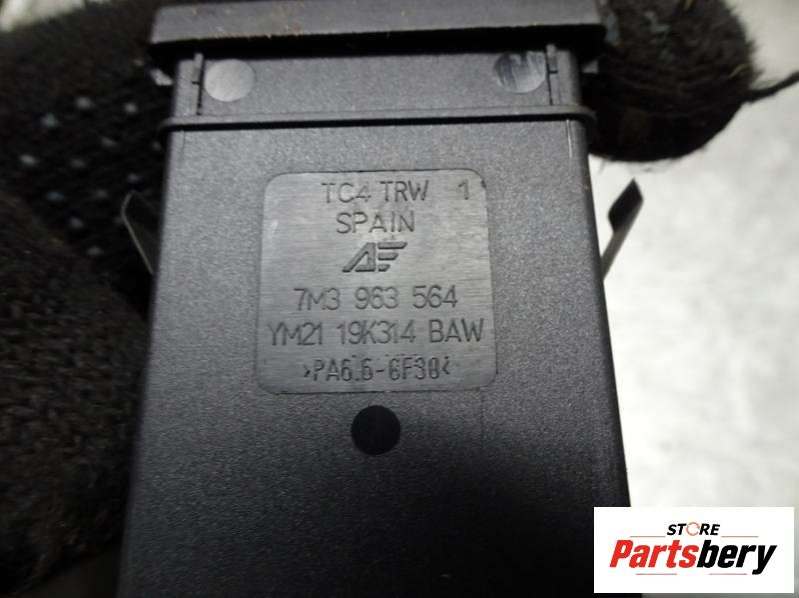 TC4 TRW 1
SPAIN
7M3 963 564
YM21 19K314 BAW
>PA6.6-GF30<
STORE
Partsbery